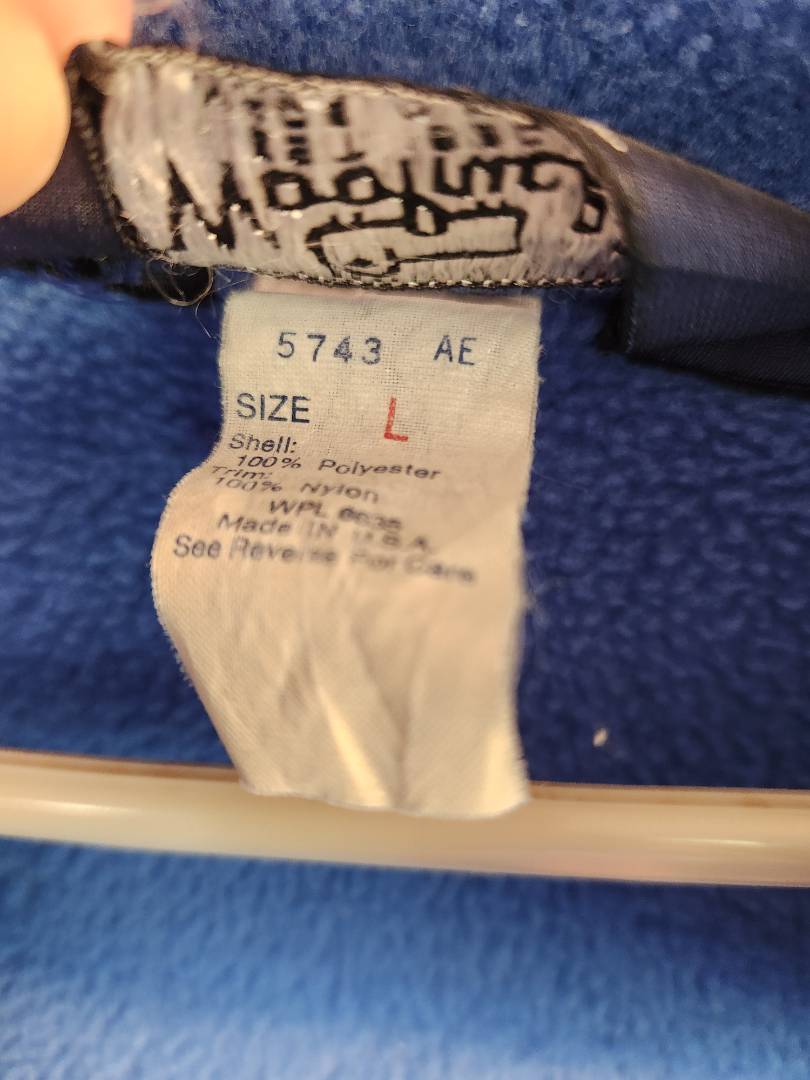 5743 AE
SIZE L
Shell:
100% Polyester
Trim:
100% Nylon
WPL
Made IN U.S.A.
See Reverse For Care